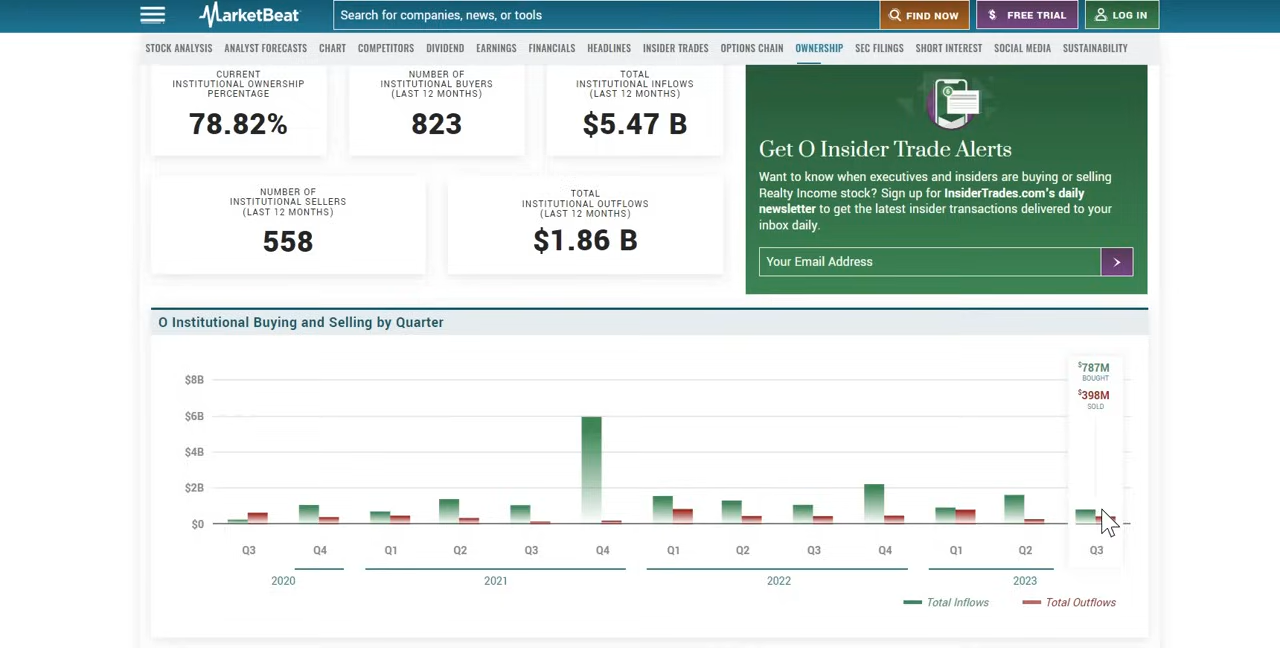 MarketBeat
Search for companies, news, or tools
FIND NOW
$ FREE TRIAL
LOG IN
STOCK ANALYSIS ANALYST FORECASTS CHART COMPETITORS DIVIDEND EARNINGS FINANCIALS HEADLINES INSIDER TRADES OPTIONS CHAIN OWNERSHIP SEC FILINGS SHORT INTEREST SOCIAL MEDIA SUSTAINABILITY
CURRENT
INSTITUTIONAL OWNERSHIP
PERCENTAGE
78.82%
NUMBER OF
INSTITUTIONAL BUYERS
(LAST 12 MONTHS)
823
TOTAL
INSTITUTIONAL INFLOWS
(LAST 12 MONTHS)
$5.47 B
NUMBER OF
INSTITUTIONAL SELLERS
(LAST 12 MONTHS)
558
TOTAL
INSTITUTIONAL OUTFLOWS
(LAST 12 MONTHS)
$1.86 B
Get O Insider Trade Alerts
Want to know when executives and insiders are buying or selling
Realty Income stock? Sign up for InsiderTrades.com's daily
newsletter to get the latest insider transactions delivered to your
inbox daily.
Your Email Address
O Institutional Buying and Selling by Quarter
$787M
BOUGHT
$398M
SOLD
$8B
$6B
$4B
$2B
$0
Q3 Q4 Q1 Q2 Q3 Q4 Q1 Q2 Q3 Q4 Q1 Q2 Q3
2020 2021 2022 2023
Total Inflows Total Outflows